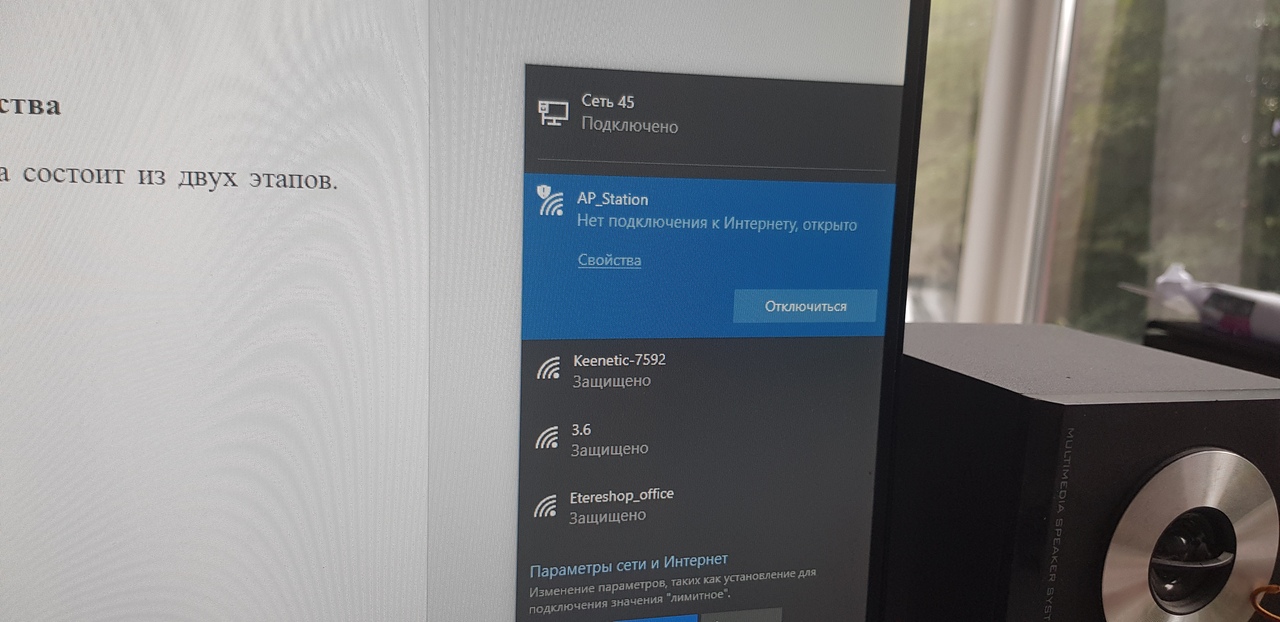 ства
а состоит из двух этапов.
Сеть 45
Подключено
AP_Station
Нет подключения к Интернету, открыто
Свойства
Отключиться
Keenetic-7592
Защищено
3.6
Защищено
Etereshop_office
Защищено
Параметры сети и Интернет
Изменение параметров, таких как установление для
подключения значения "лимитное".
MULTIMEDIA SPEAKER SYST